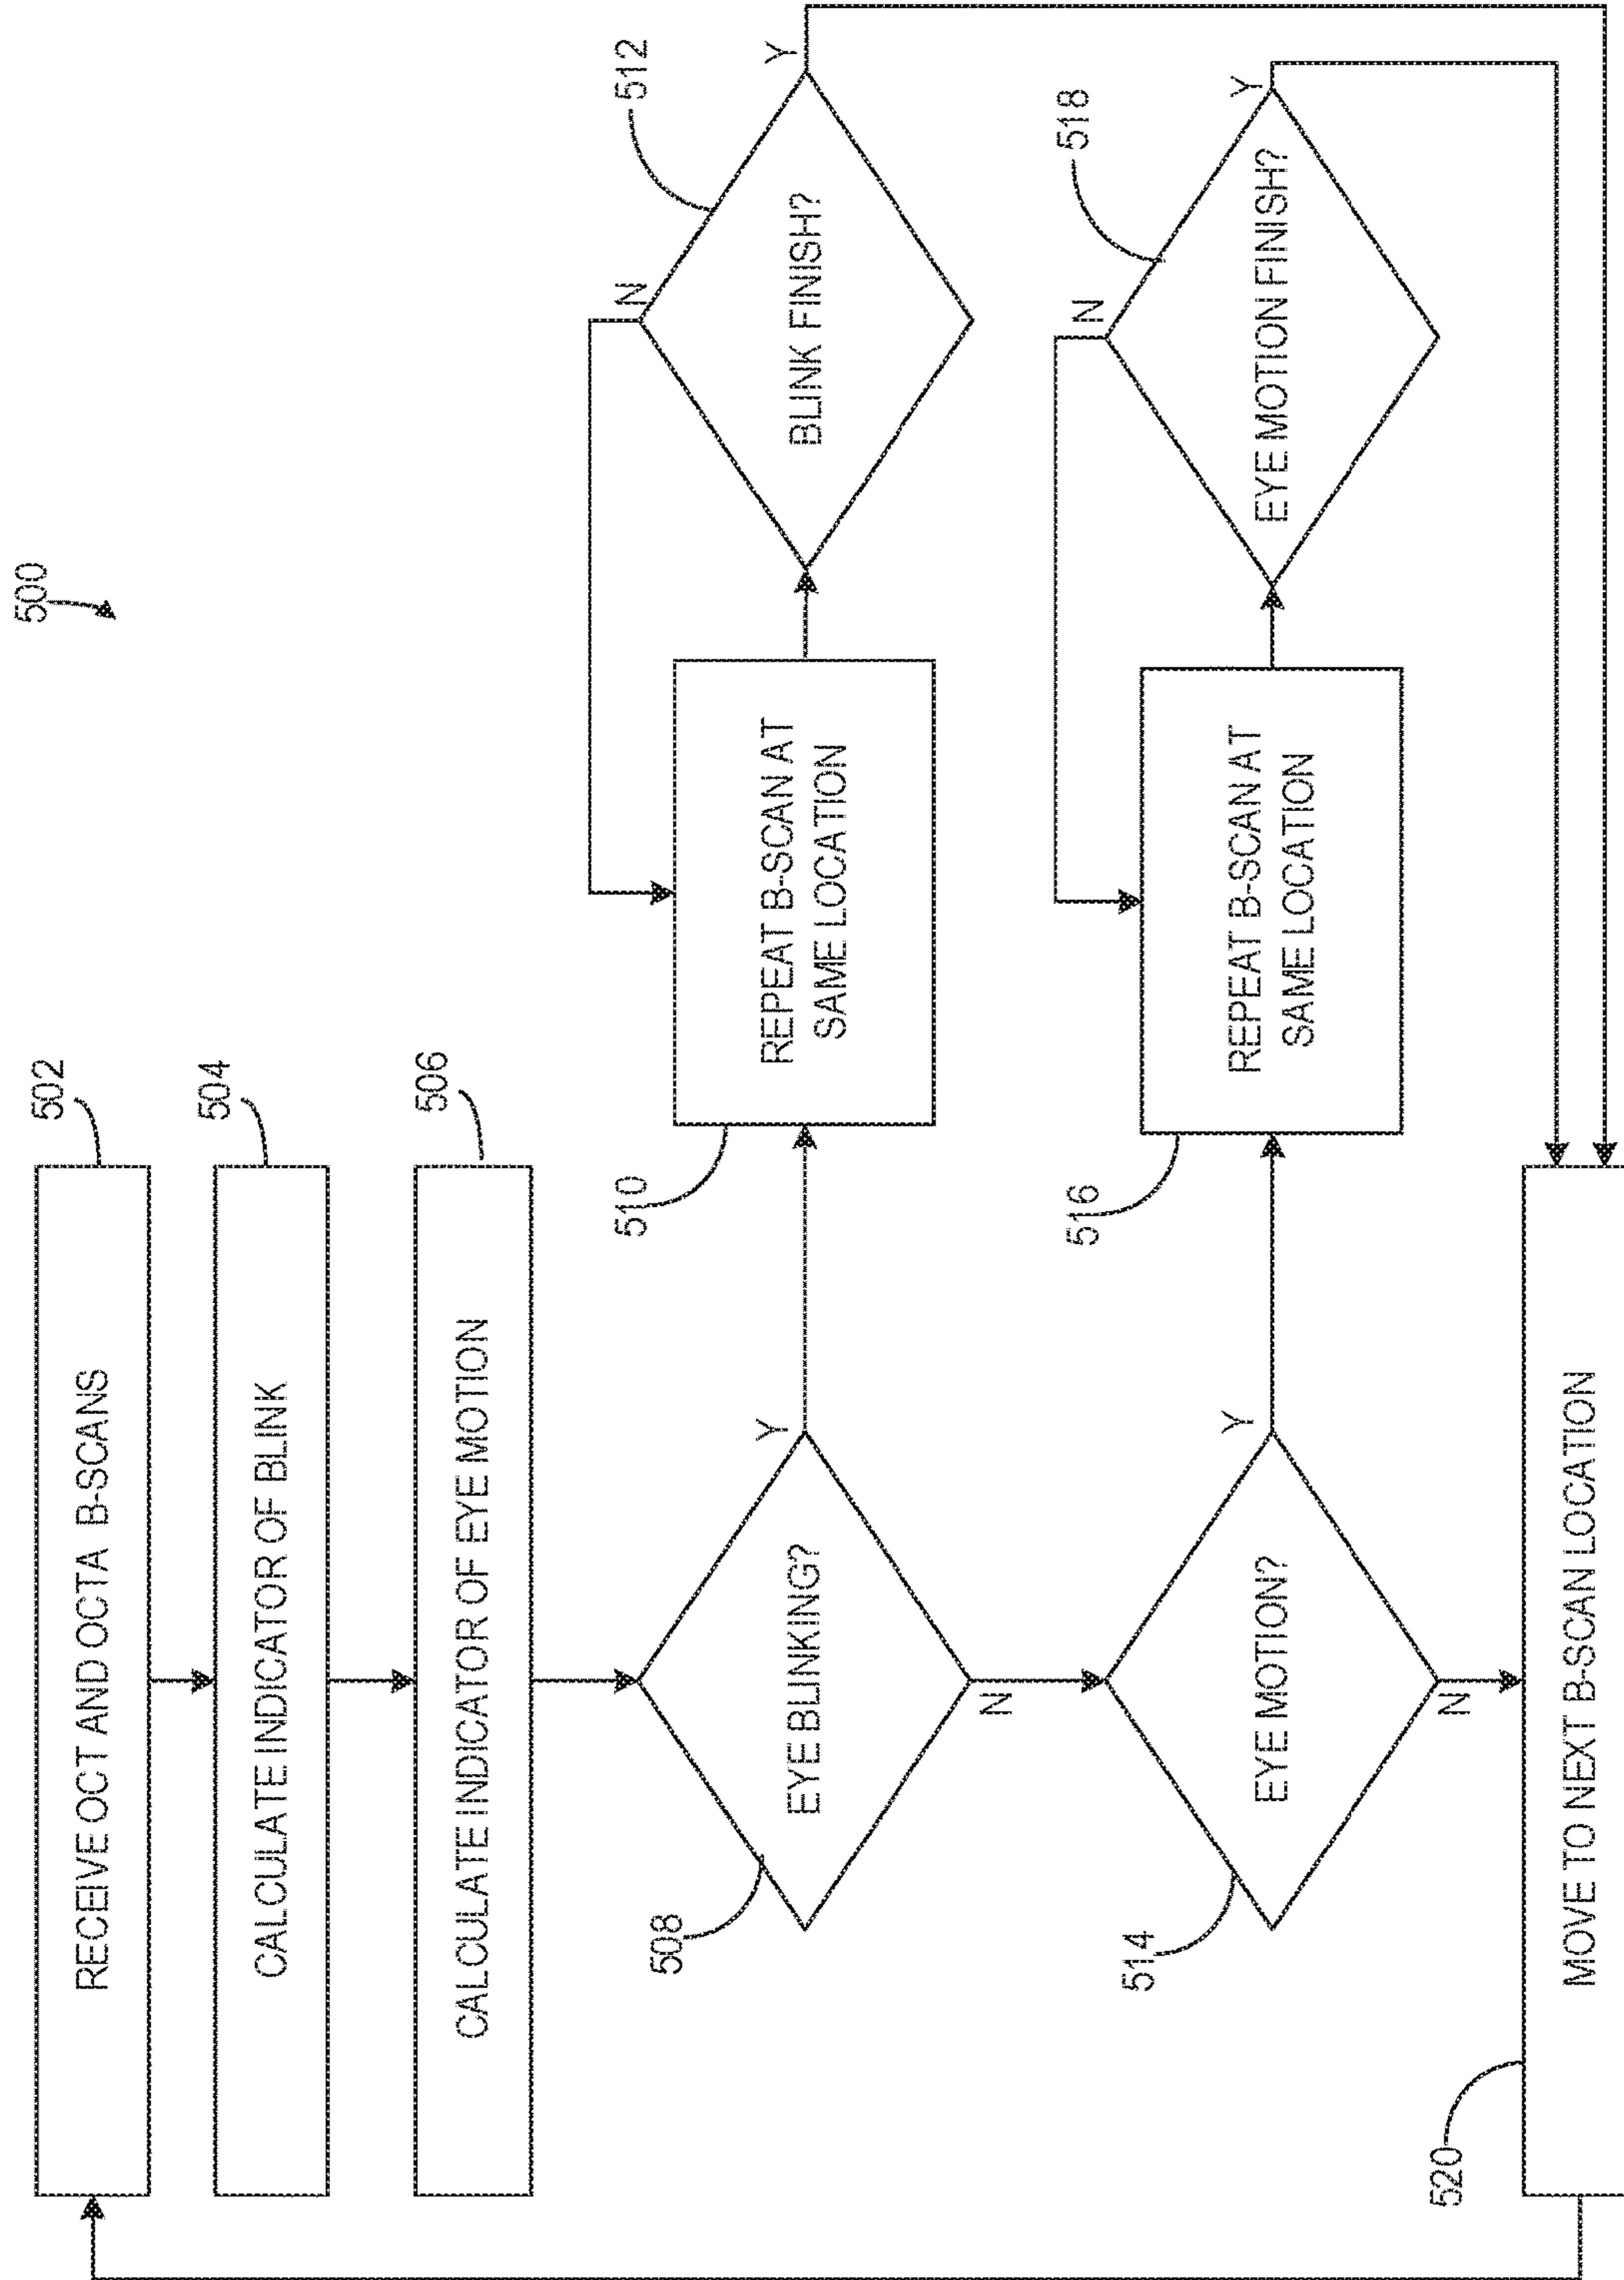 500
502
RECEIVE OCT AND OCTA B-SCANS
504
CALCULATE INDICATOR OF BLINK
506
CALCULATE INDICATOR OF EYE MOTION
508
EYE BLINKING?
Y
N
510
REPEAT B-SCAN AT
SAME LOCATION
512
BLINK FINISH?
N
Y
514
EYE MOTION?
Y
N
516
REPEAT B-SCAN AT
SAME LOCATION
518
EYE MOTION FINISH?
N
Y
520
MOVE TO NEXT B-SCAN LOCATION